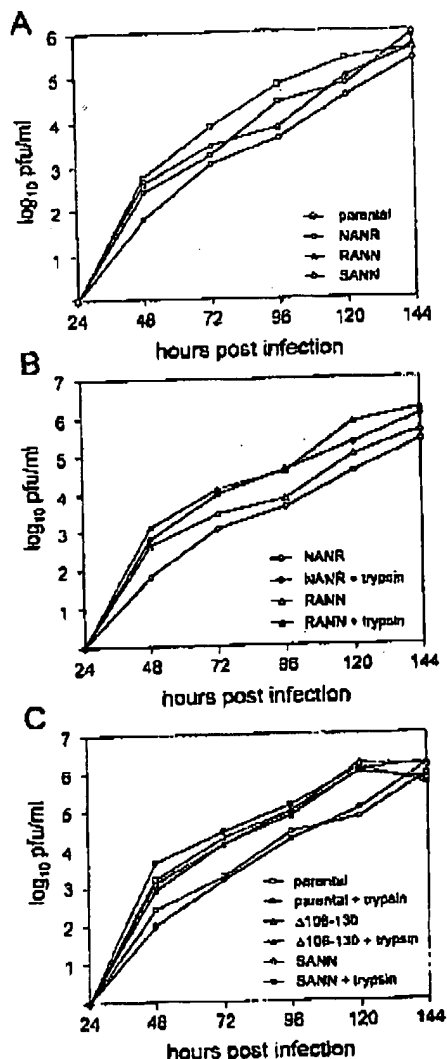 A
6
5
4
3
2
1
log10 pfu/ml
parental
NANR
RANN
SANN
24 48 72 96 120 144
hours post infection
B
7
6
5
4
3
2
1
log10 pfu/ml
NANR
NANR + trypsin
RANN
RANN + trypsin
24 48 72 96 120 144
hours post infection
C
7
6
5
4
3
2
1
log10 pfu/ml
parental
parental + trypsin
Δ106-130
Δ106-130 + trypsin
SANN
SANN + trypsin
24 48 72 96 120 144
hours post infection